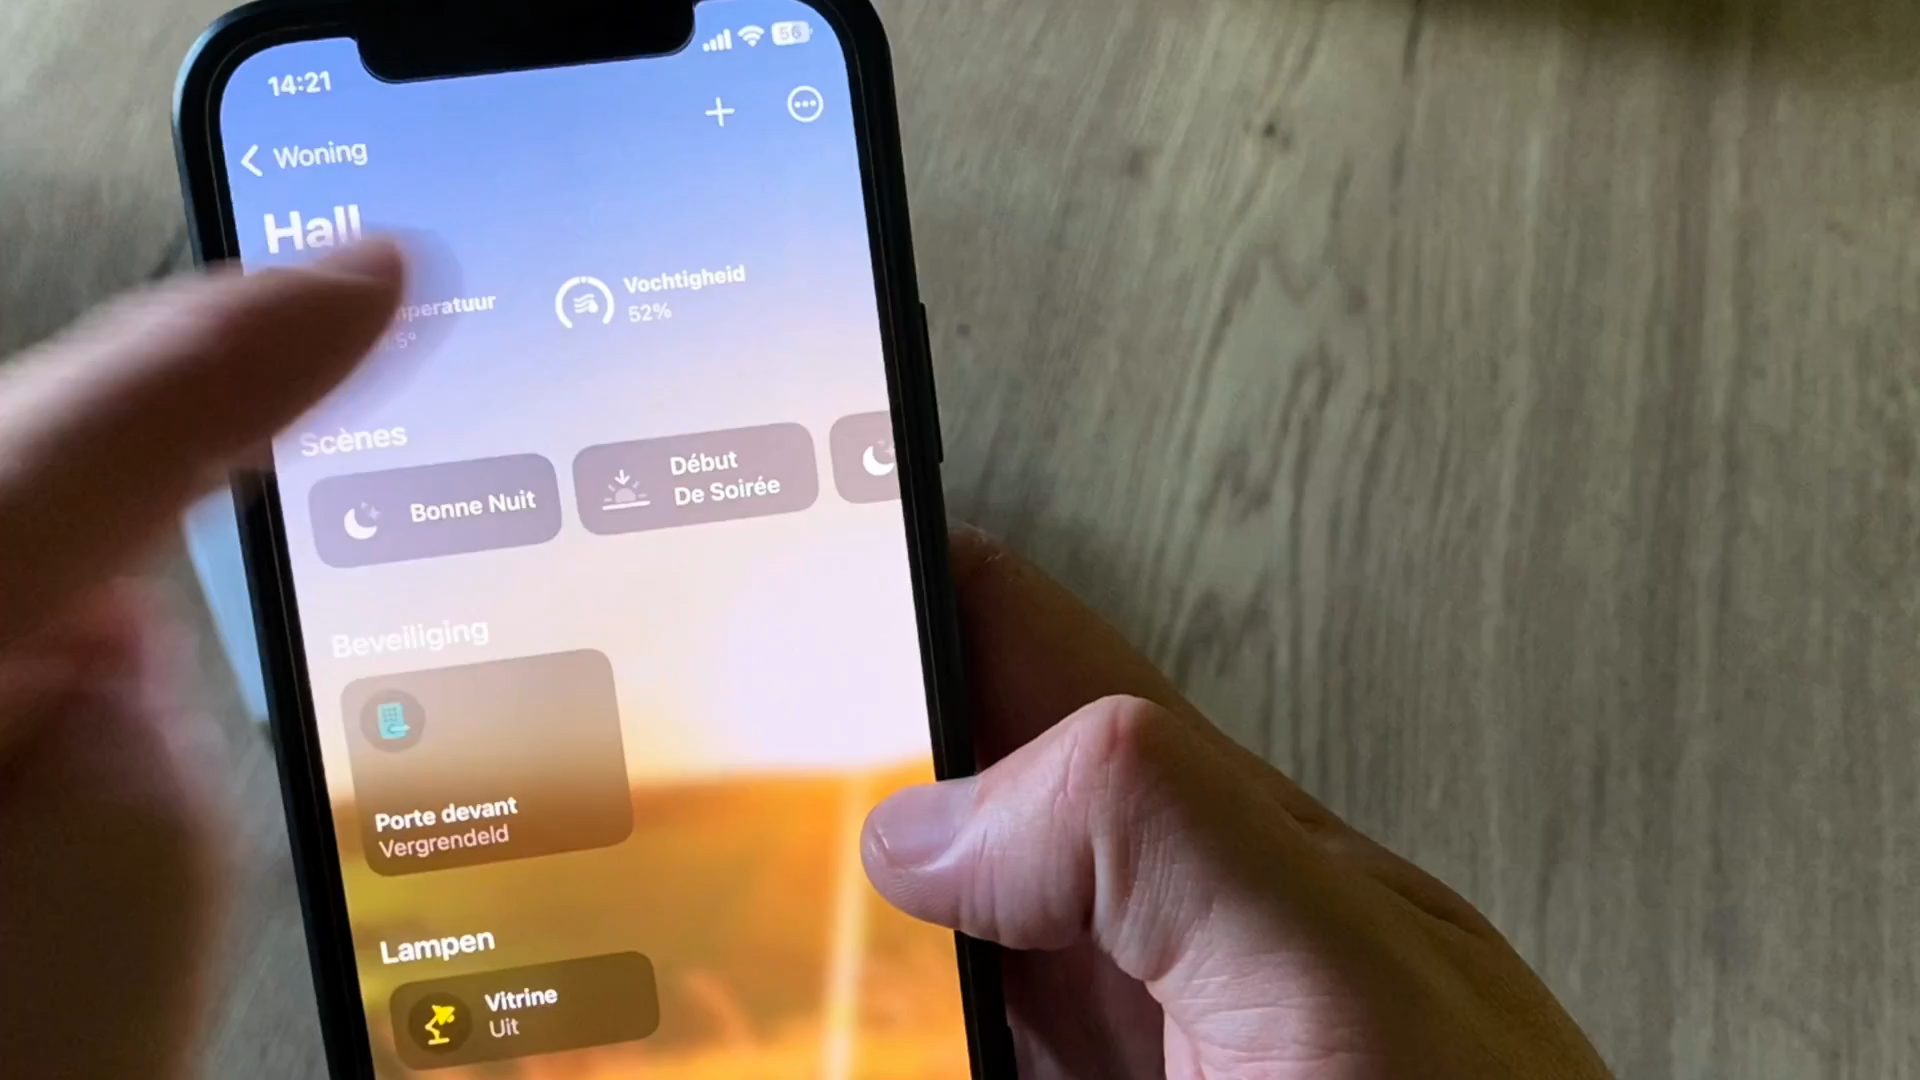 14:21
56
Woning
Hall
Vochtigheid
52%
Scènes
Bonne Nuit
Début
De Soirée
Beveiliging
Porte devant
Vergrendeld
Lampen
Vitrine
Uit